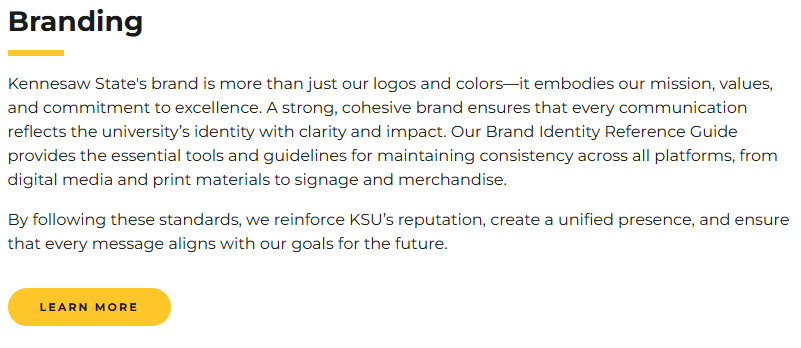 Branding
Kennesaw State's brand is more than just our logos and colors—it embodies our mission, values,
and commitment to excellence. A strong, cohesive brand ensures that every communication
reflects the university’s identity with clarity and impact. Our Brand Identity Reference Guide
provides the essential tools and guidelines for maintaining consistency across all platforms, from
digital media and print materials to signage and merchandise.
By following these standards, we reinforce KSU’s reputation, create a unified presence, and ensure
that every message aligns with our goals for the future.
LEARN MORE